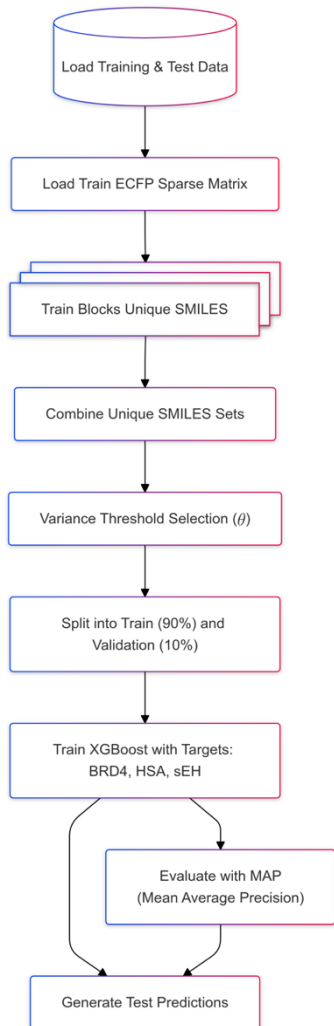 Load Training & Test Data
Load Train ECFP Sparse Matrix
Train Blocks Unique SMILES
Combine Unique SMILES Sets
Variance Threshold Selection (θ)
Split into Train (90%) and
Validation (10%)
Train XGBoost with Targets:
BRD4, HSA, sEH
Evaluate with MAP
(Mean Average Precision)
Generate Test Predictions